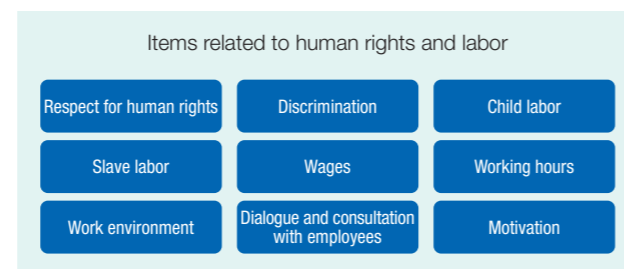 Items related to human rights and labor
Respect for human rights
Discrimination
Child labor
Slave labor
Wages
Working hours
Work environment
Dialogue and consultation
with employees
Motivation